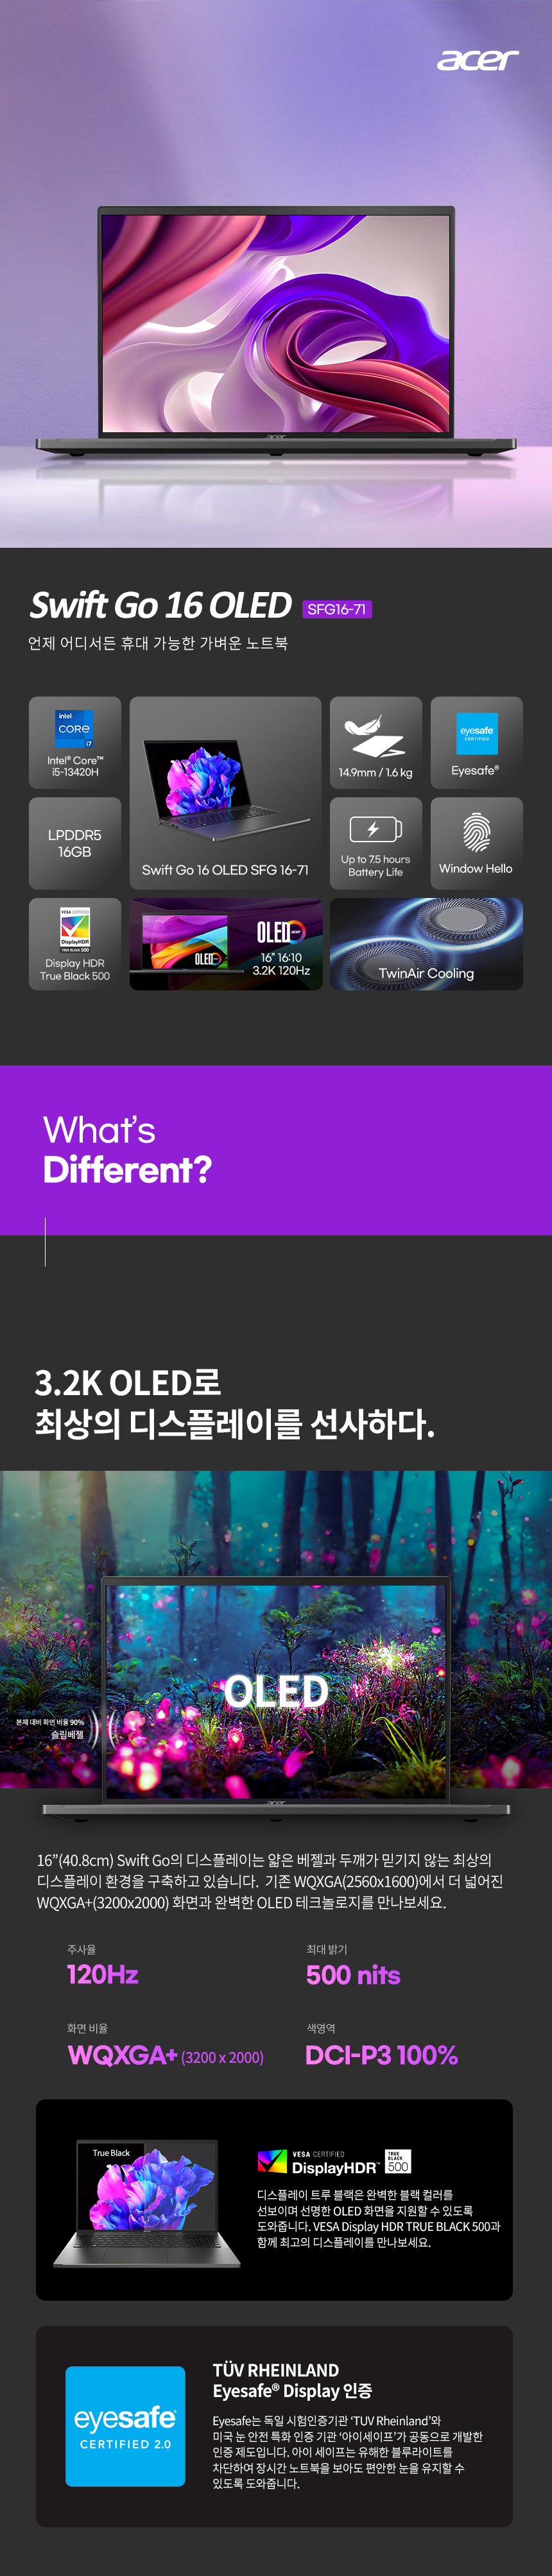 acer
acer
Swift Go 16 OLED SFG16-71
언제 어디서든 휴대 가능한 가벼운 노트북
intel.
CORE
i7
Intel® Core™
i5-13420H
Swift Go 16 OLED SFG 16-71
14.9mm / 1.6 kg
eyesafe
CERTIFIED
Eyesafe®
LPDDR5
16GB
Up to 7.5 hours
Battery Life
Window Hello
VESA CERTIFIED
DisplayHDR
TRUE BLACK 500
Display HDR
True Black 500
OLED
OLED
16" 16:10
3.2K 120Hz
TwinAir Cooling
What's
Different?
3.2K OLED로
최상의 디스플레이를 선사하다.
OLED
본체 대비 화면 비율 90%
슬림베젤
acer
16”(40.8cm) Swift Go의 디스플레이는 얇은 베젤과 두께가 믿기지 않는 최상의
디스플레이 환경을 구축하고 있습니다. 기존 WQXGA(2560x1600)에서 더 넓어진
WQXGA+(3200x2000) 화면과 완벽한 OLED 테크놀로지를 만나보세요.
주사율
120Hz
최대 밝기
500 nits
화면 비율
WQXGA+ (3200 x 2000)
색영역
DCI-P3 100%
True Black
VESA CERTIFIED
DisplayHDR™
TRUE
BLACK
500
디스플레이 트루 블랙은 완벽한 블랙 컬러를
선보이며 선명한 OLED 화면을 지원할 수 있도록
도와줍니다. VESA Display HDR TRUE BLACK 500과
함께 최고의 디스플레이를 만나보세요.
eyesafe®
CERTIFIED 2.0
TÜV RHEINLAND
Eyesafe® Display 인증
Eyesafe는 독일 시험인증기관 ‘TUV Rheinland’와
미국 눈 안전 특화 인증 기관 ‘아이세이프’가 공동으로 개발한
인증 제도입니다. 아이 세이프는 유해한 블루라이트를
차단하여 장시간 노트북을 보아도 편안한 눈을 유지할 수
있도록 도와줍니다.